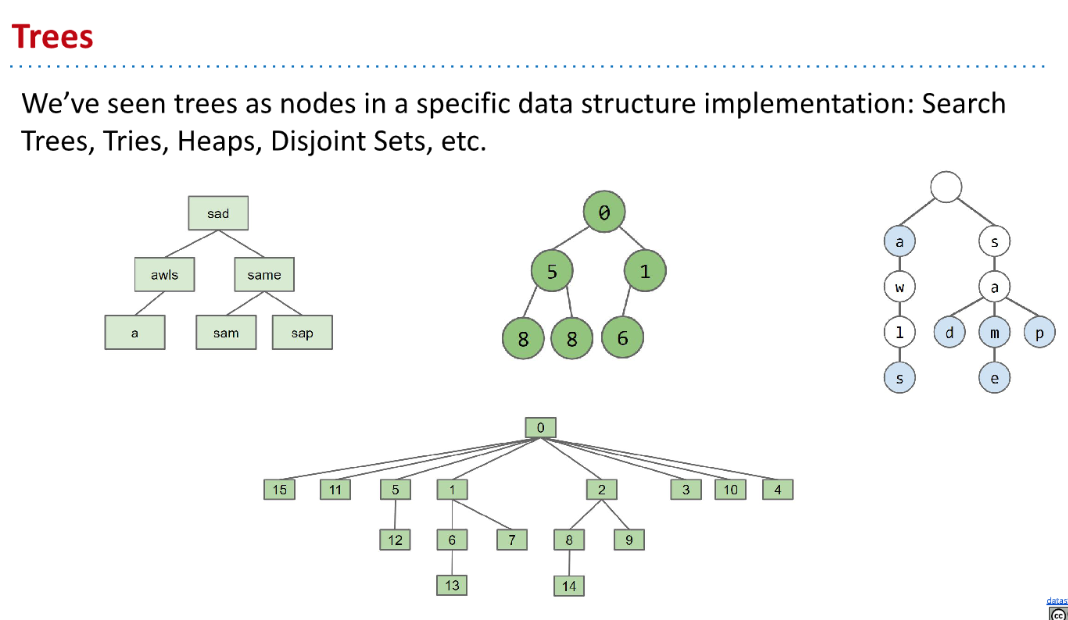 Trees
We've seen trees as nodes in a specific data structure implementation: Search
Trees, Tries, Heaps, Disjoint Sets, etc.
sad
awls same
a sam sap
0
5 1
8 8 6
a s
w a
l d m p
s e
0
15 11 5 1 2 3 10 4
12 6 7 8 9
13 14
datas
cc